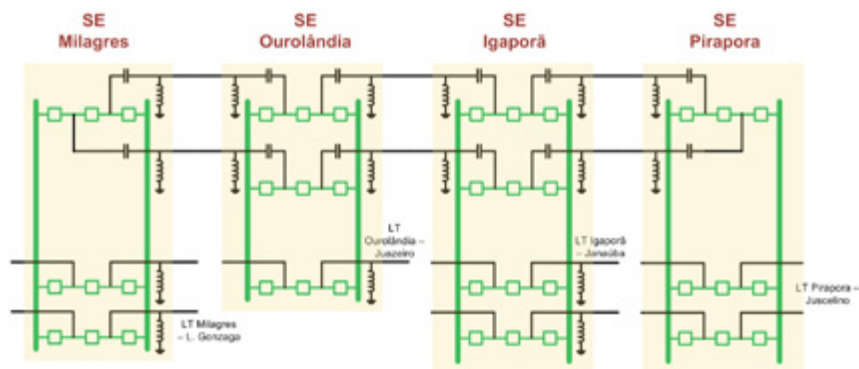 SE
Milagres
SE
Ourolândia
SE
Igaporã
SE
Pirapora
LT
Ourolândia –
Juazeiro
LT Igaporã
– Janaúba
LT Pirapora –
Juscelino
LT Milagres
– L. Gonzaga